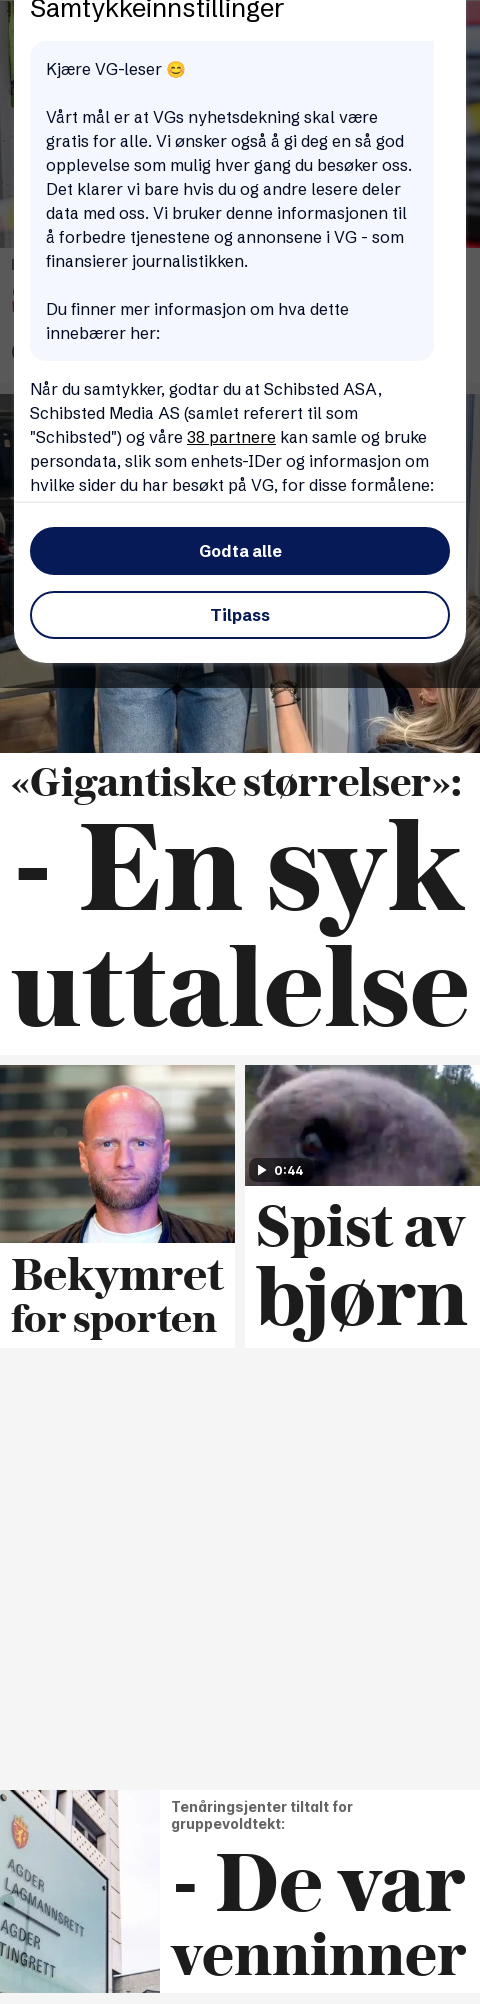 Samtykkeinnstillinger
Kjære VG-leser 😊
Vårt mål er at VGs nyhetsdekning skal være
gratis for alle. Vi ønsker også å gi deg en så god
opplevelse som mulig hver gang du besøker oss.
Det klarer vi bare hvis du og andre lesere deler
data med oss. Vi bruker denne informasjonen til
å forbedre tjenestene og annonsene i VG - som
finansierer journalistikken.
Du finner mer informasjon om hva dette
innebærer her:
Når du samtykker, godtar du at Schibsted ASA,
Schibsted Media AS (samlet referert til som
"Schibsted") og våre 38 partnere kan samle og bruke
persondata, slik som enhets-IDer og informasjon om
hvilke sider du har besøkt på VG, for disse formålene:
Godta alle
Tilpass
«Gigantiske størrelser»:
- En syk
uttalelse
0:44
Bekymret
for sporten
Spist av
bjørn
AGDER
LAGMANNSRETT
AGDER
TINGRETT
Tenåringsjenter tiltalt for
gruppevoldtekt:
- De var
venninner